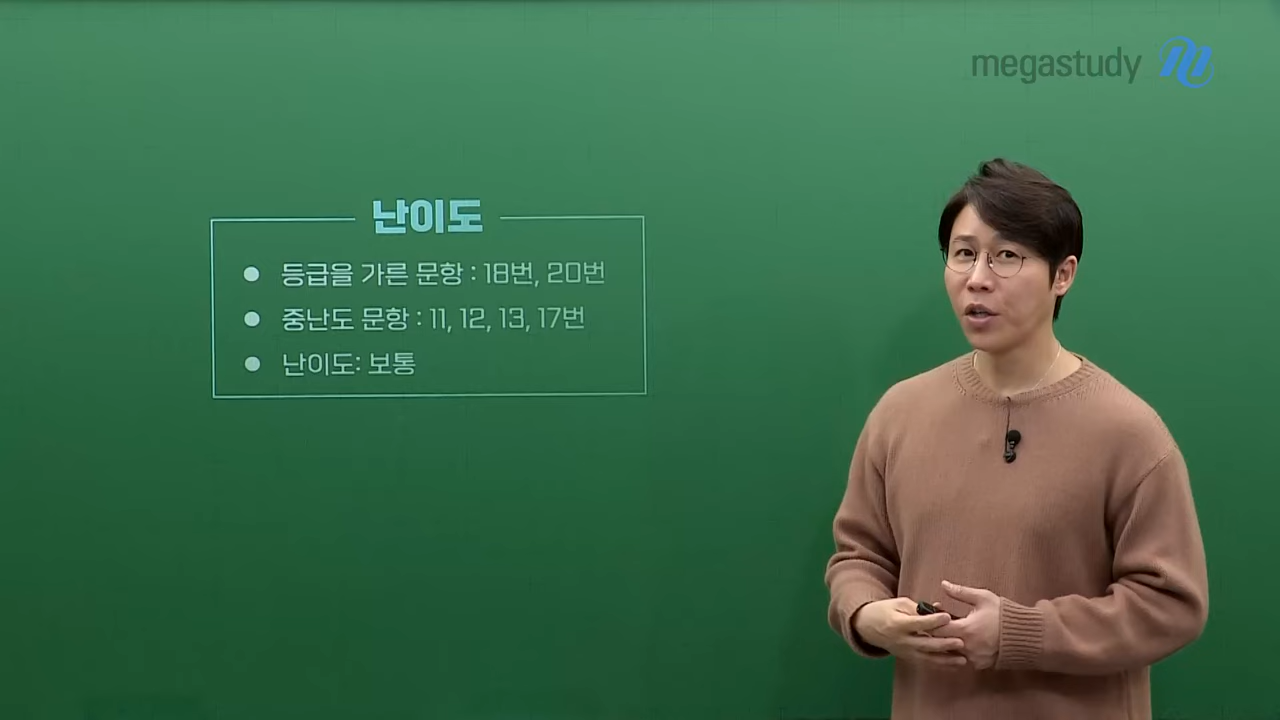 megastudy
난이도
등급을 가른 문항 : 18번, 20번
중난도 문항 : 11, 12, 13, 17번
난이도: 보통